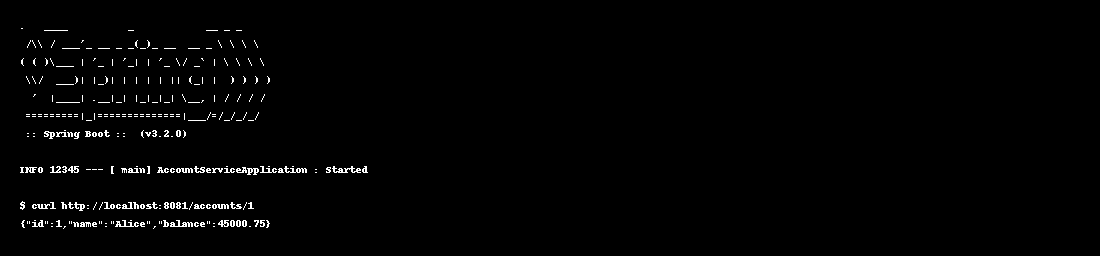 .   ____          _            __ _ _
 /\\ / ___'_ __ _ _(_)_ __  __ _ \ \ \ \
( ( )\___ | '_ | '_| | '_ \/ _` | \ \ \ \
 \\/  ___)| |_)| | | | | || (_| |  ) ) ) )
  '  |____| .__|_| |_|_|_| \__, | / / / /
 =========|_|==============|___/=/_/_/_/
 :: Spring Boot ::  (v3.2.0)
INFO 12345 --- [ main] AccountServiceApplication : Started
$ curl http://localhost:8081/accounts/1
{"id":1,"name":"Alice","balance":45000.75}